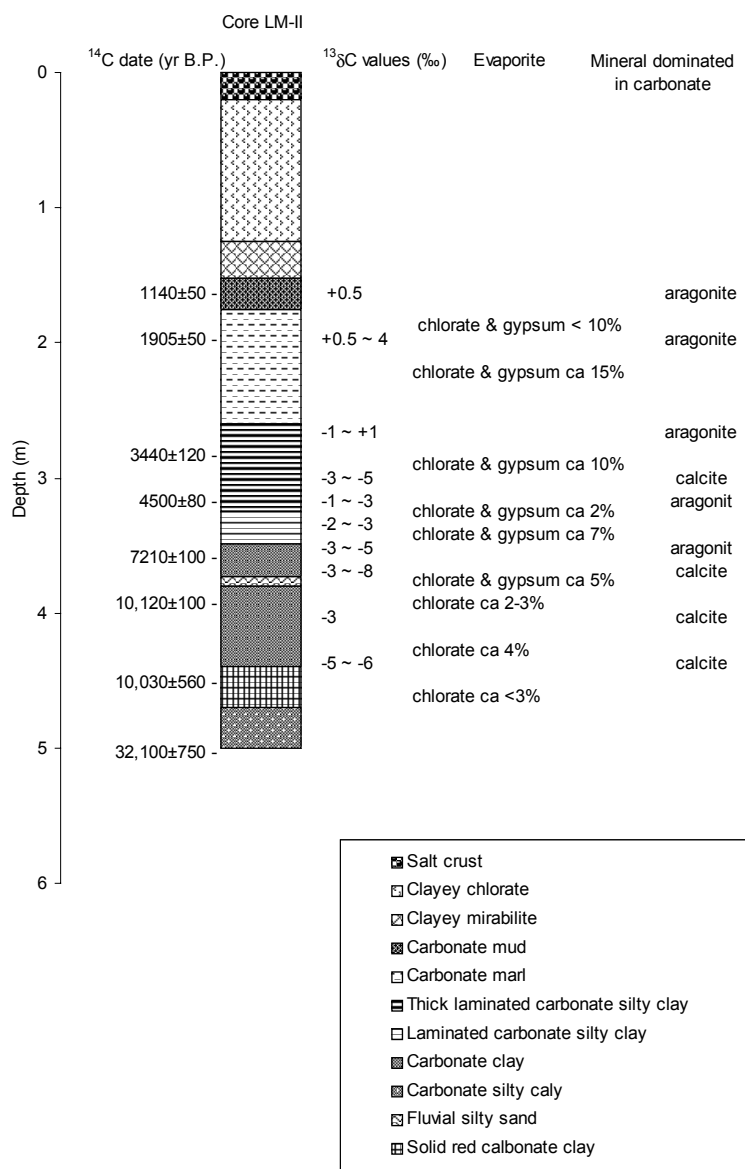 Core LM-II
¹⁴C date (yr B.P.)
¹³δC values (‰)
Evaporite
Mineral dominated
in carbonate
0
1
1140±50
+0.5
aragonite
chlorate & gypsum < 10%
2
1905±50
+0.5 ~ 4
aragonite
chlorate & gypsum ca 15%
-1 ~ +1
aragonite
Depth (m)
3440±120
chlorate & gypsum ca 10%
3
-3 ~ -5
calcite
4500±80
-1 ~ -3
aragonit
chlorate & gypsum ca 2%
-2 ~ -3
chlorate & gypsum ca 7%
7210±100
-3 ~ -5
aragonit
-3 ~ -8
calcite
chlorate & gypsum ca 5%
10,120±100
chlorate ca 2-3%
4
-3
calcite
chlorate ca 4%
-5 ~ -6
calcite
10,030±560
chlorate ca <3%
5
32,100±750
6
Salt crust
Clayey chlorate
Clayey mirabilite
Carbonate mud
Carbonate marl
Thick laminated carbonate silty clay
Laminated carbonate silty clay
Carbonate clay
Carbonate silty caly
Fluvial silty sand
Solid red calbonate clay